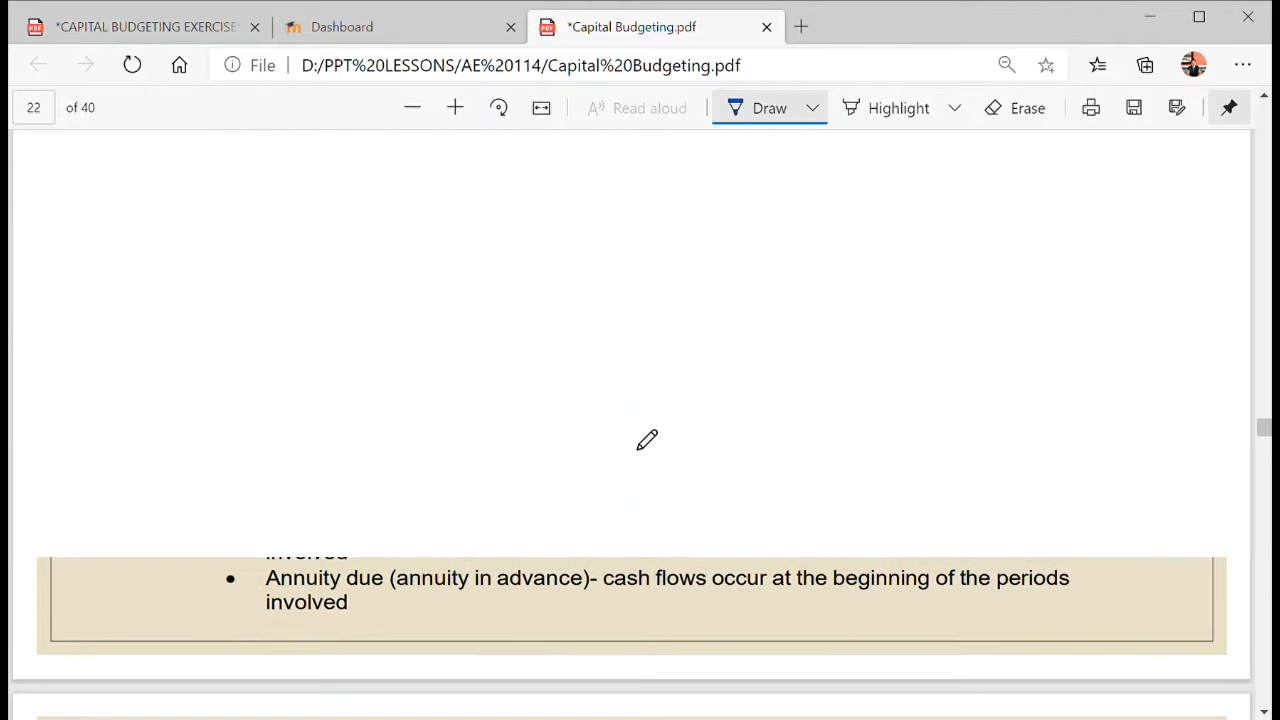 *CAPITAL BUDGETING EXERCISE
Dashboard
*Capital Budgeting.pdf
File
D:/PPT%20LESSONS/AE%20114/Capital%20Budgeting.pdf
22
of 40
Read aloud
Draw
Highlight
Erase
involved
• Annuity due (annuity in advance)- cash flows occur at the beginning of the periods
involved